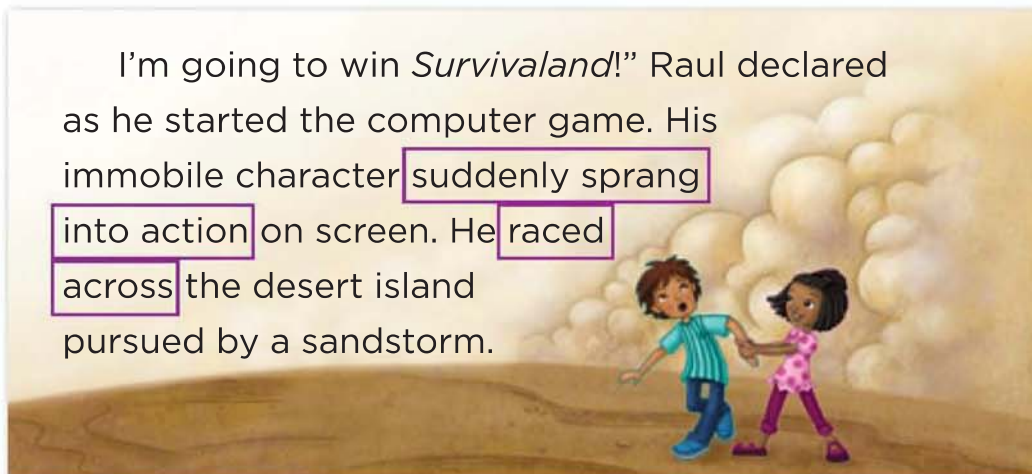 I'm going to win Survivaland!” Raul declared
as he started the computer game. His
immobile character suddenly sprang
into action on screen. He raced
across the desert island
pursued by a sandstorm.